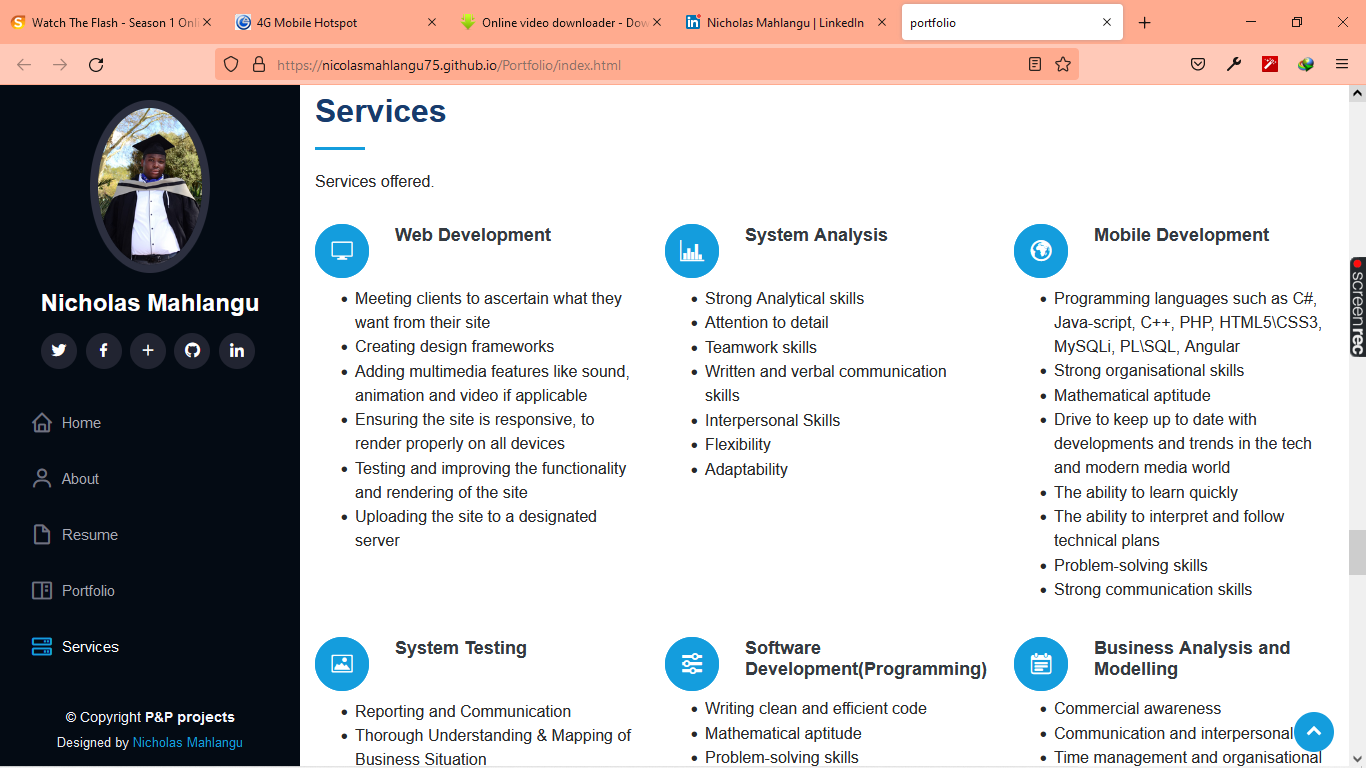 Watch The Flash - Season 1 Onli
4G Mobile Hotspot
Online video downloader - Dow
Nicholas Mahlangu | LinkedIn
portfolio
https://nicolasmahlangu75.github.io/Portfolio/index.html
Nicholas Mahlangu
Home
About
Resume
Portfolio
Services
© Copyright P&P projects
Designed by Nicholas Mahlangu
Services
Services offered.
Web Development
• Meeting clients to ascertain what they
want from their site
• Creating design frameworks
• Adding multimedia features like sound,
animation and video if applicable
• Ensuring the site is responsive, to
render properly on all devices
• Testing and improving the functionality
and rendering of the site
• Uploading the site to a designated
server
System Analysis
• Strong Analytical skills
• Attention to detail
• Teamwork skills
• Written and verbal communication
skills
• Interpersonal Skills
• Flexibility
• Adaptability
Mobile Development
• Programming languages such as C#,
Java-script, C++, PHP, HTML5\CSS3,
MySQLi, PL\SQL, Angular
• Strong organisational skills
• Mathematical aptitude
• Drive to keep up to date with
developments and trends in the tech
and modern media world
• The ability to learn quickly
• The ability to interpret and follow
technical plans
• Problem-solving skills
• Strong communication skills
System Testing
• Reporting and Communication
• Thorough Understanding & Mapping of
Business Situation
Software
Development(Programming)
• Writing clean and efficient code
• Mathematical aptitude
• Problem-solving skills
Business Analysis and
Modelling
• Commercial awareness
• Communication and interpersonal
• Time management and organisational
screenrec